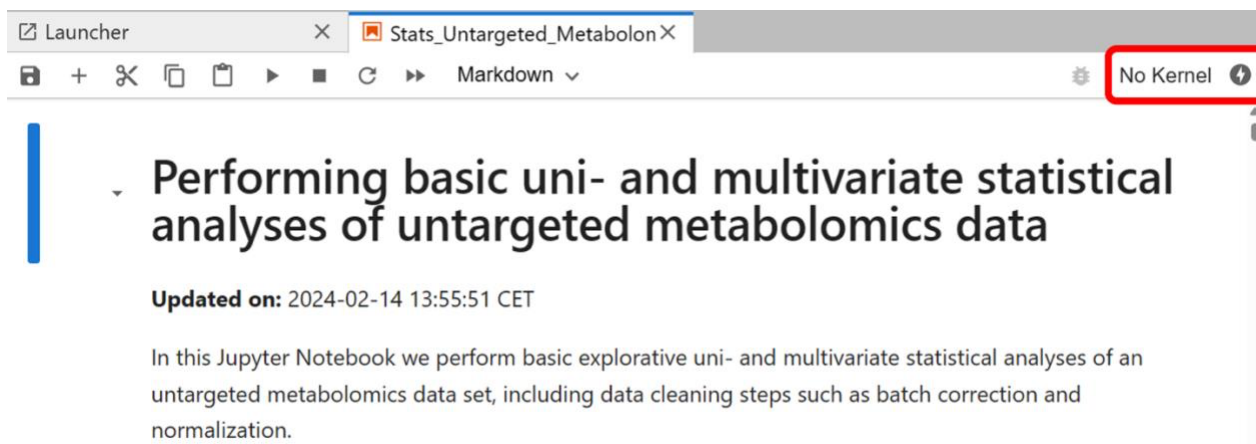 Launcher
Stats_Untargeted_Metabolon
Markdown
No Kernel
Performing basic uni- and multivariate statistical
analyses of untargeted metabolomics data
Updated on: 2024-02-14 13:55:51 CET
In this Jupyter Notebook we perform basic explorative uni- and multivariate statistical analyses of an
untargeted metabolomics data set, including data cleaning steps such as batch correction and
normalization.